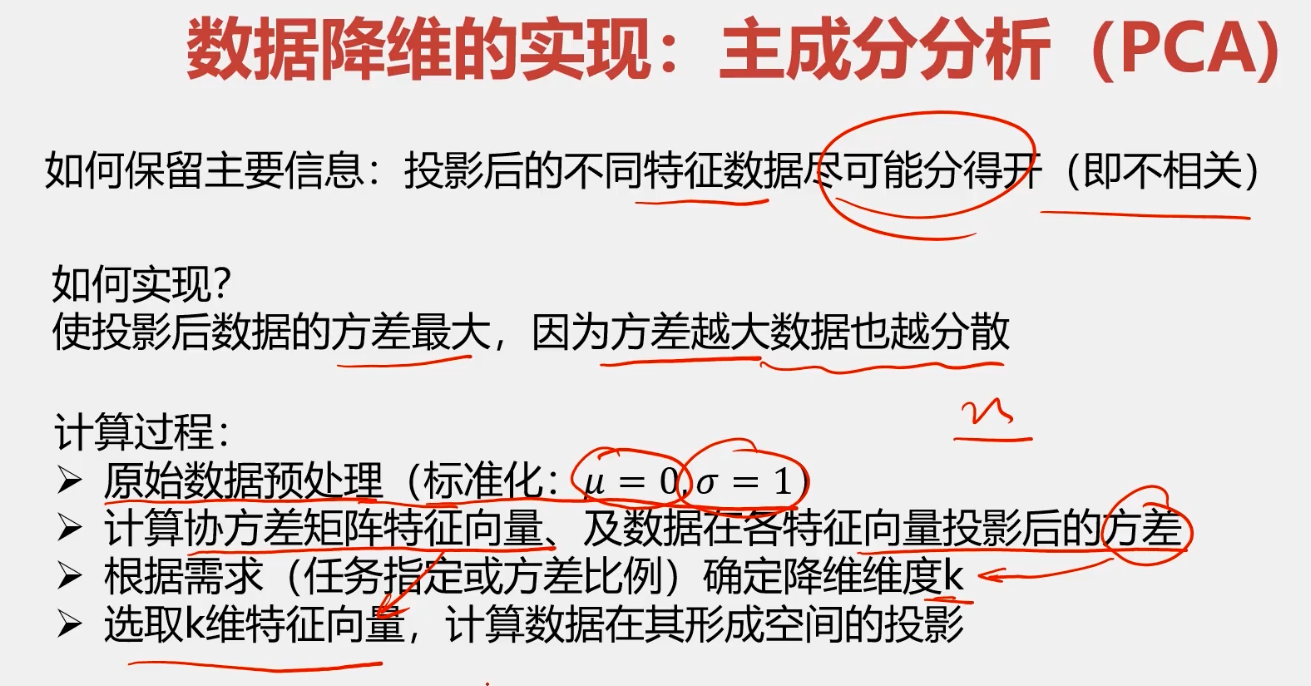 数据降维的实现：主成分分析（PCA)
如何保留主要信息：投影后的不同特征数据尽可能分得开（即不相关）
如何实现？
使投影后数据的方差最大，因为方差越大数据也越分散
计算过程：
➢ 原始数据预处理（标准化：μ = 0, σ = 1）
➢ 计算协方差矩阵特征向量、及数据在各特征向量投影后的方差
➢ 根据需求（任务指定或方差比例）确定降维维度k
➢ 选取k维特征向量，计算数据在其形成空间的投影